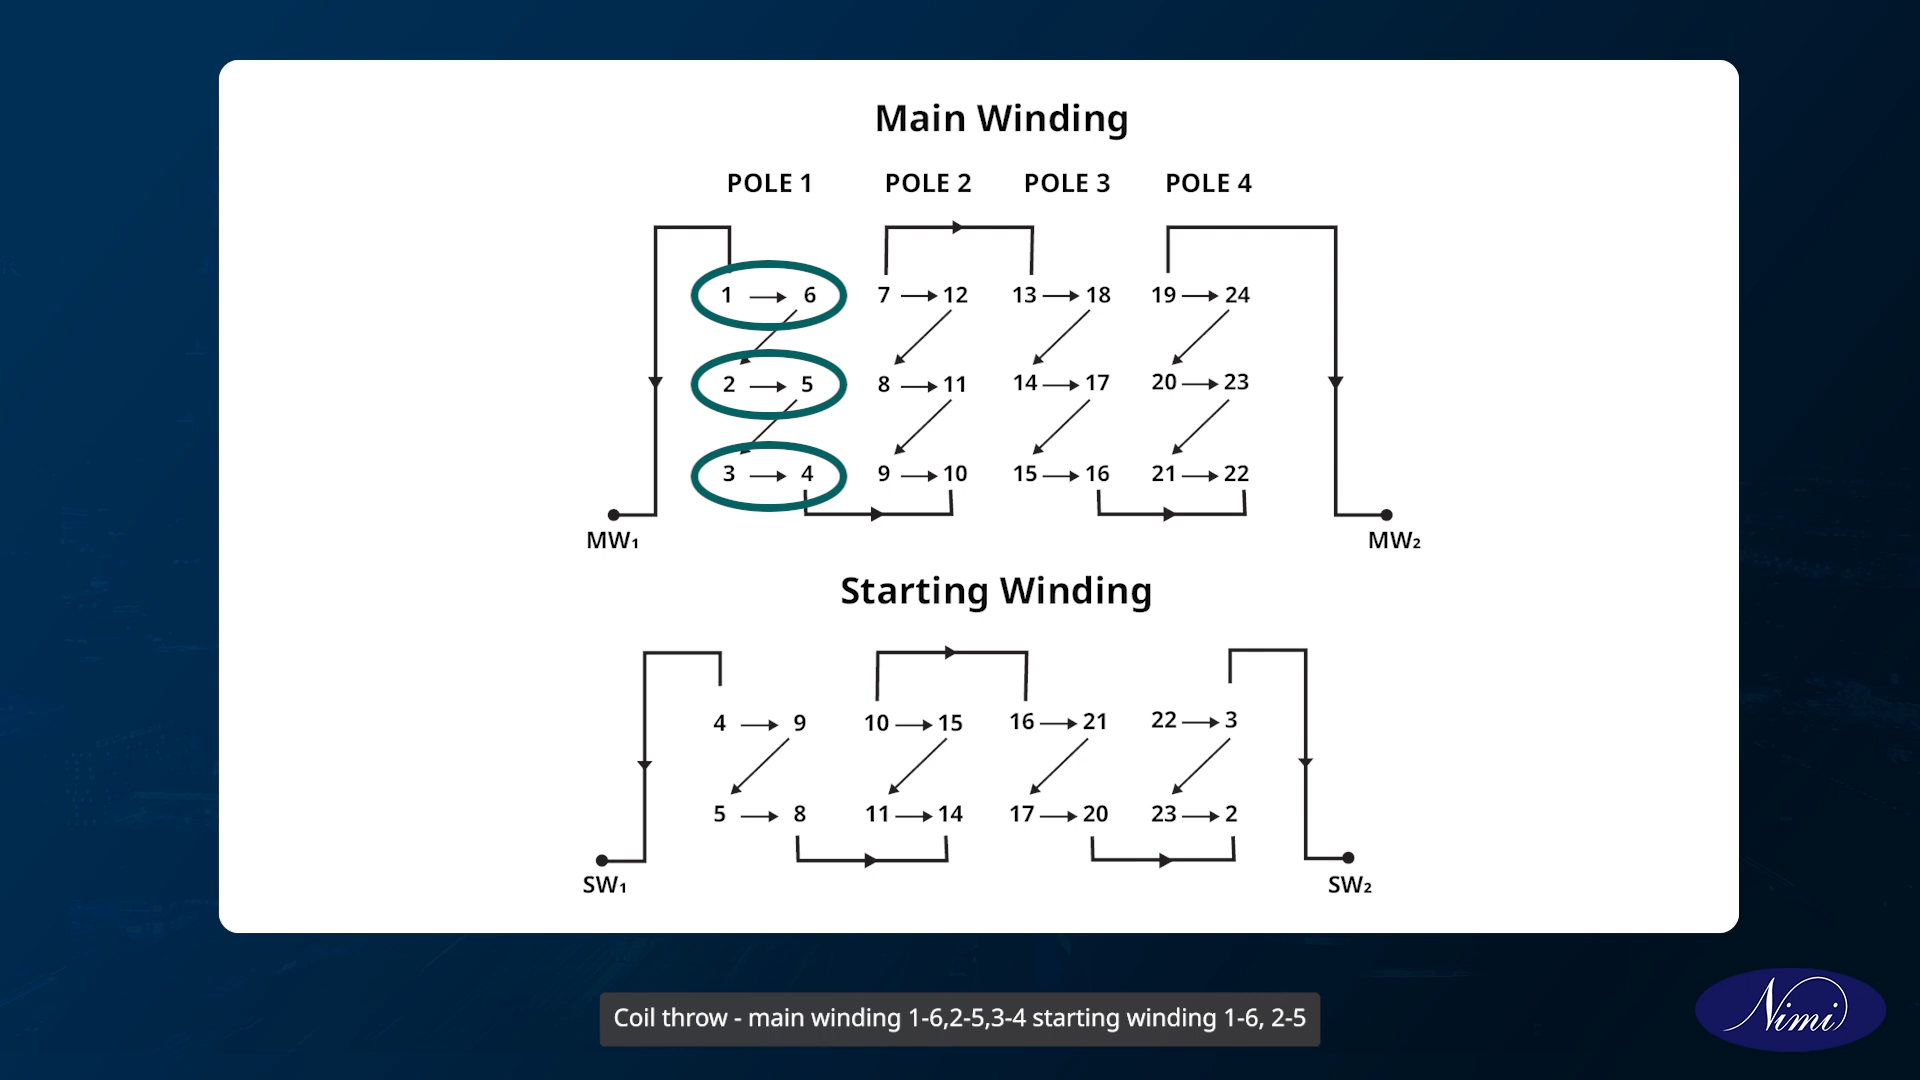 Main Winding
POLE 1 POLE 2 POLE 3 POLE 4
1 6 7 12 13 18 19 24
2 5 8 11 14 17 20 23
3 4 9 10 15 16 21 22
MW₁ MW₂
Starting Winding
4 9 10 15 16 21 22 3
5 8 11 14 17 20 23 2
SW₁ SW₂
Coil throw - main winding 1-6,2-5,3-4 starting winding 1-6, 2-5
Nimi